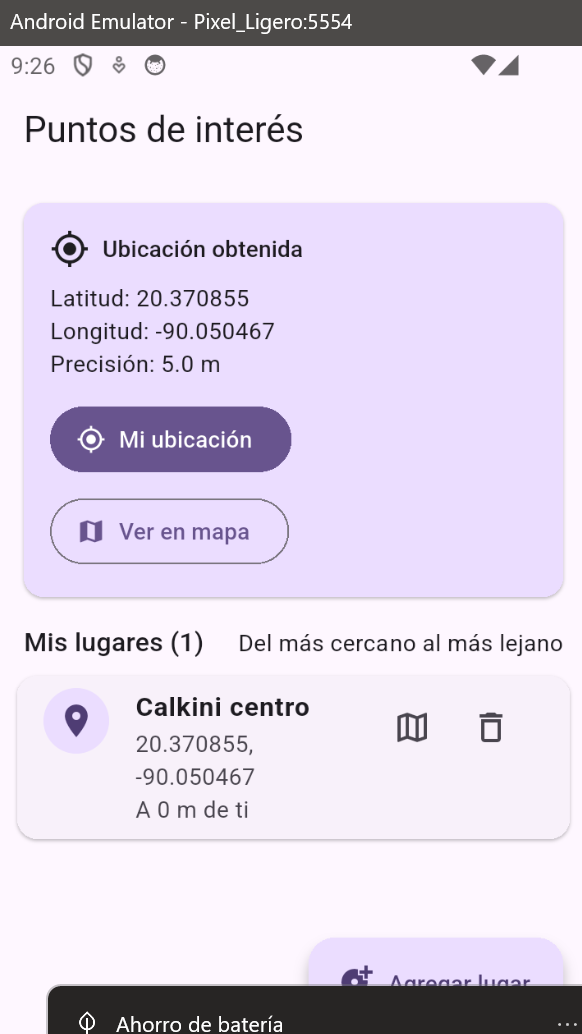 Android Emulator - Pixel_Ligero:5554
9:26
Puntos de interés
Ubicación obtenida
Latitud: 20.370855
Longitud: -90.050467
Precisión: 5.0 m
Mi ubicación
Ver en mapa
Mis lugares (1) Del más cercano al más lejano
Calkini centro
20.370855,
-90.050467
A 0 m de ti
Agregar lugar
Ahorro de batería